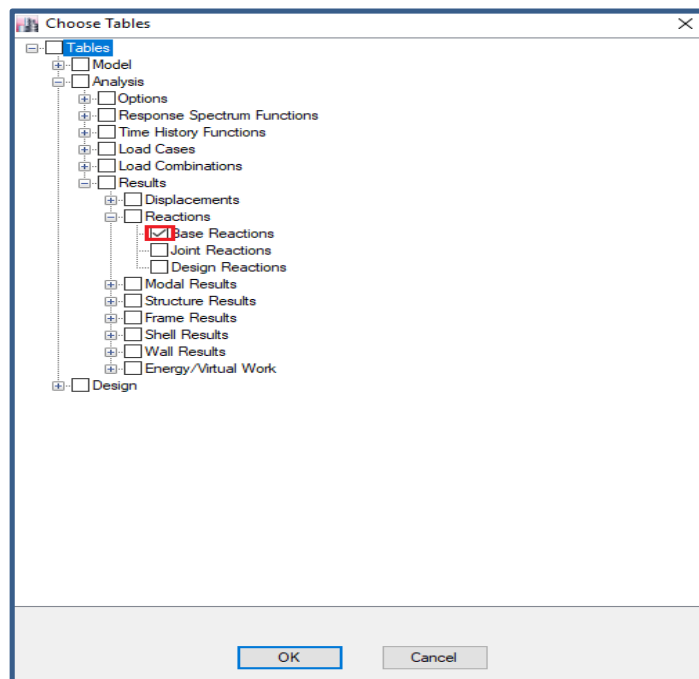 Choose Tables
Tables
Model
Analysis
Options
Response Spectrum Functions
Time History Functions
Load Cases
Load Combinations
Results
Displacements
Reactions
Base Reactions
Joint Reactions
Design Reactions
Modal Results
Structure Results
Frame Results
Shell Results
Wall Results
Energy/Virtual Work
Design
OK Cancel